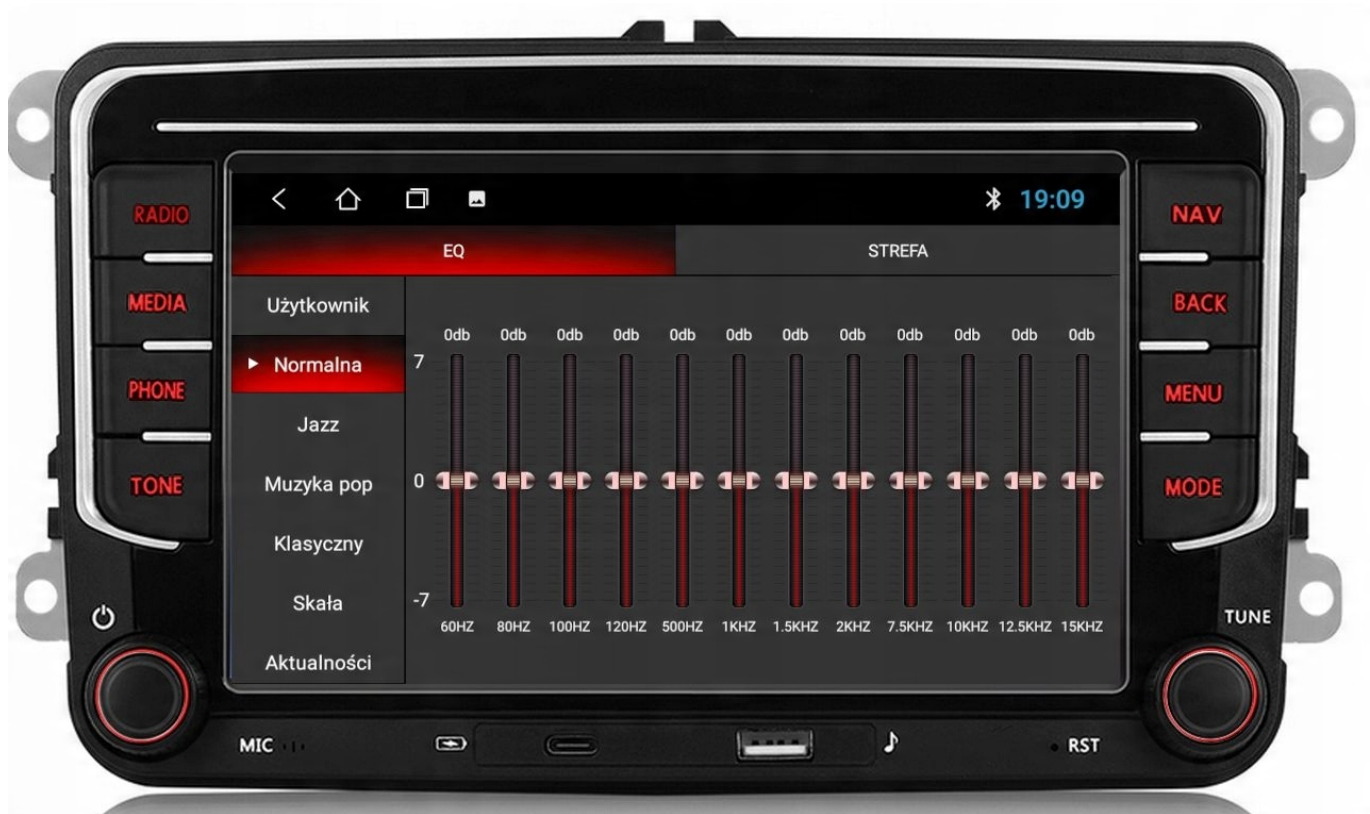 19:09
RADIO
NAV
EQ
STREFA
MEDIA
Użytkownik
BACK
0db 0db 0db 0db 0db 0db 0db 0db 0db 0db 0db 0db
Normalna
7
PHONE
MENU
Jazz
TONE
Muzyka pop
0
MODE
Klasyczny
Skała
-7
60HZ 80HZ 100HZ 120HZ 500HZ 1KHZ 1.5KHZ 2KHZ 7.5KHZ 10KHZ 12.5KHZ 15KHZ
TUNE
Aktualności
MIC
RST